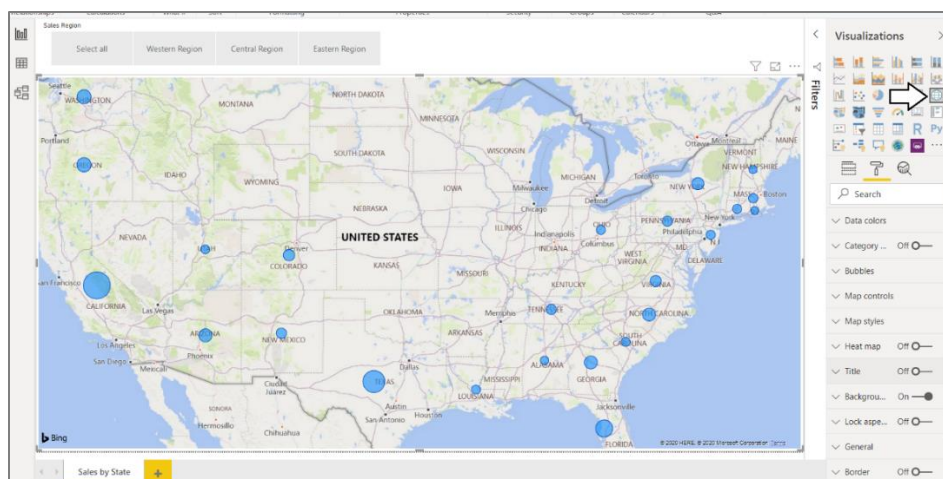 Sales Region
Select all
Western Region
Central Region
Eastern Region
Seattle
WASHINGTON
MONTANA
NORTH DAKOTA
MINNESOTA
Portland
OREGON
IDAHO
SOUTH DAKOTA
WISCONSIN
MICHIGAN
Ottawa
Montreal
MAINE
VERMONT
NEW HAMPSHIRE
WYOMING
Toronto
NEW YORK
IOWA
Milwaukee
Detroit
MASS
Boston
NEBRASKA
Chicago
NEVADA
UTAH
Denver
COLORADO
UNITED STATES
ILLINOIS
Indianapolis
INDIANA
OHIO
Columbus
PENNSYLVANIA
New York
Philadelphia
NJ
MD
DELAWARE
San Francisco
CALIFORNIA
KANSAS
MISSOURI
WEST
VIRGINIA
KENTUCKY
VIRGINIA
Las Vegas
OKLAHOMA
Memphis
TENNESSEE
NORTH CAROLINA
Los Angeles
ARIZONA
Phoenix
NEW MEXICO
ARKANSAS
SOUTH
CAROLINA
San Diego
Mexicali
Dallas
ALABAMA
GEORGIA
Ciudad
Juárez
TEXAS
MISSISSIPPI
LOUISIANA
SONORA
Hermosillo
Chihuahua
Austin
San Antonio
Houston
Jacksonville
FLORIDA
Bing
© 2020 HERE, © 2020 Microsoft Corporation Terms
Sales by State
Filters
Visualizations
R
Py
Search
Data colors
Category ... Off
Bubbles
Map controls
Map styles
Heat map Off
Title Off
Backgrou... On
Lock aspe... Off
General
Border Off